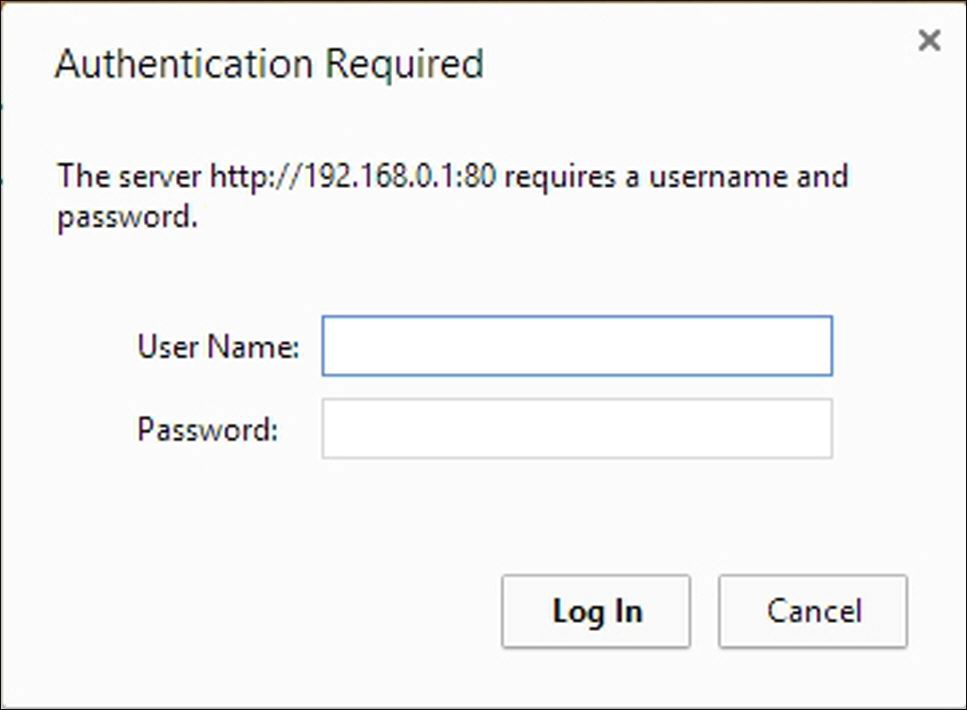 Authentication Required
The server http://192.168.0.1:80 requires a username and
password.
User Name:
Password:
Log In
Cancel